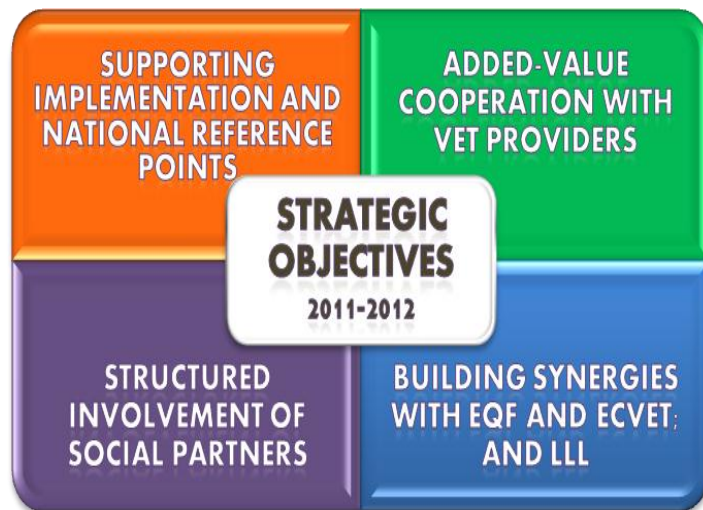 SUPPORTING
IMPLEMENTATION AND
NATIONAL REFERENCE
POINTS
ADDED-VALUE
COOPERATION WITH
VET PROVIDERS
STRATEGIC
OBJECTIVES
2011-2012
STRUCTURED
INVOLVEMENT OF
SOCIAL PARTNERS
BUILDING SYNERGIES
WITH EQF AND ECVET;
AND LLL